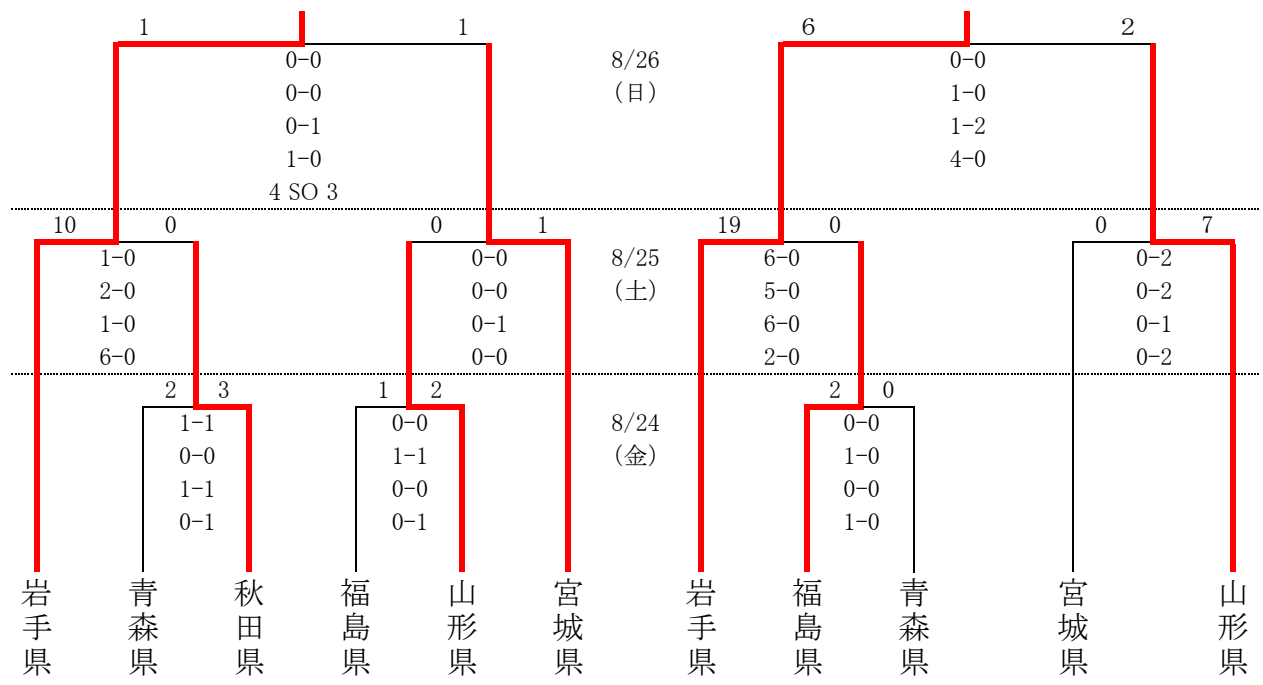 1 1 6 2
0-0 8/26 0-0
0-0 (日) 1-0
0-1 1-2
1-0 4-0
4 SO 3
10 0 0 1 19 0 0 7
1-0 0-0 8/25 6-0 0-2
2-0 0-0 (土) 5-0 0-2
1-0 0-1 6-0 0-1
6-0 0-0 2-0 0-2
2 3 1 2 2 0
1-1 0-0 8/24 0-0
0-0 1-1 (金) 1-0
1-1 0-0 0-0
0-1 0-1 1-0
岩手県
青森県
秋田県
福島県
山形県
宮城県
岩手県
福島県
青森県
宮城県
山形県